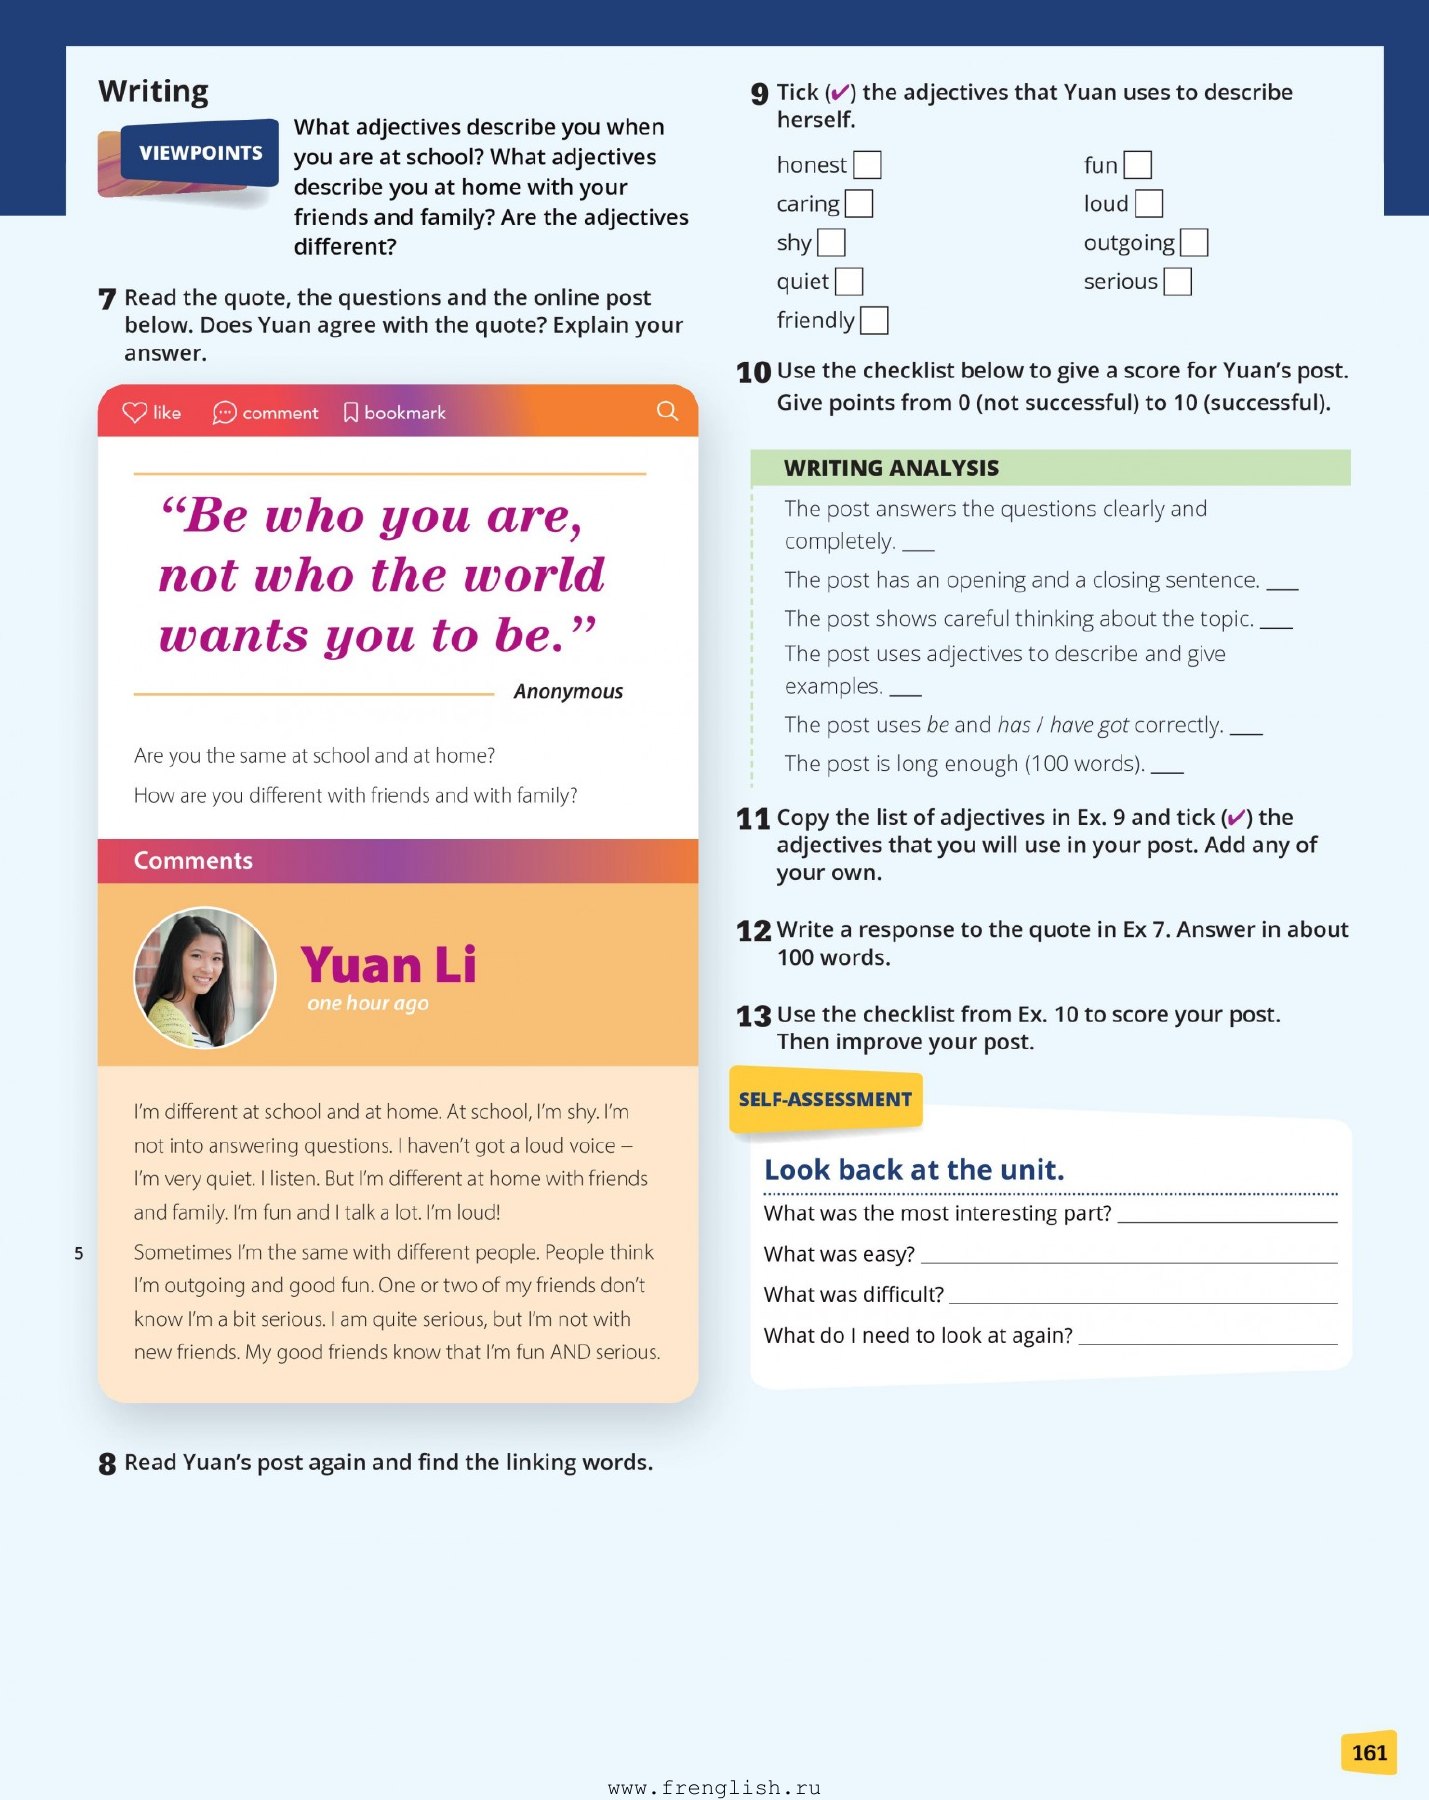 Writing
VIEWPOINTS
What adjectives describe you when
you are at school? What adjectives
describe you at home with your
friends and family? Are the adjectives
different?
7 Read the quote, the questions and the online post
below. Does Yuan agree with the quote? Explain your
answer.
like comment bookmark
“Be who you are,
not who the world
wants you to be.”
Anonymous
Are you the same at school and at home?
How are you different with friends and with family?
Comments
Yuan Li
one hour ago
I’m different at school and at home. At school, I’m shy. I’m
not into answering questions. I haven’t got a loud voice –
I’m very quiet. I listen. But I’m different at home with friends
and family. I’m fun and I talk a lot. I’m loud!
5 Sometimes I’m the same with different people. People think
I’m outgoing and good fun. One or two of my friends don’t
know I’m a bit serious. I am quite serious, but I’m not with
new friends. My good friends know that I’m fun AND serious.
8 Read Yuan’s post again and find the linking words.
9 Tick (✔) the adjectives that Yuan uses to describe
herself.
honest
caring
shy
quiet
friendly
fun
loud
outgoing
serious
10 Use the checklist below to give a score for Yuan’s post.
Give points from 0 (not successful) to 10 (successful).
WRITING ANALYSIS
The post answers the questions clearly and
completely. ___
The post has an opening and a closing sentence. ___
The post shows careful thinking about the topic. ___
The post uses adjectives to describe and give
examples. ___
The post uses be and has / have got correctly. ___
The post is long enough (100 words). ___
11 Copy the list of adjectives in Ex. 9 and tick (✔) the
adjectives that you will use in your post. Add any of
your own.
12 Write a response to the quote in Ex 7. Answer in about
100 words.
13 Use the checklist from Ex. 10 to score your post.
Then improve your post.
SELF-ASSESSMENT
Look back at the unit.
What was the most interesting part?
What was easy?
What was difficult?
What do I need to look at again?
161
www.frenglish.ru